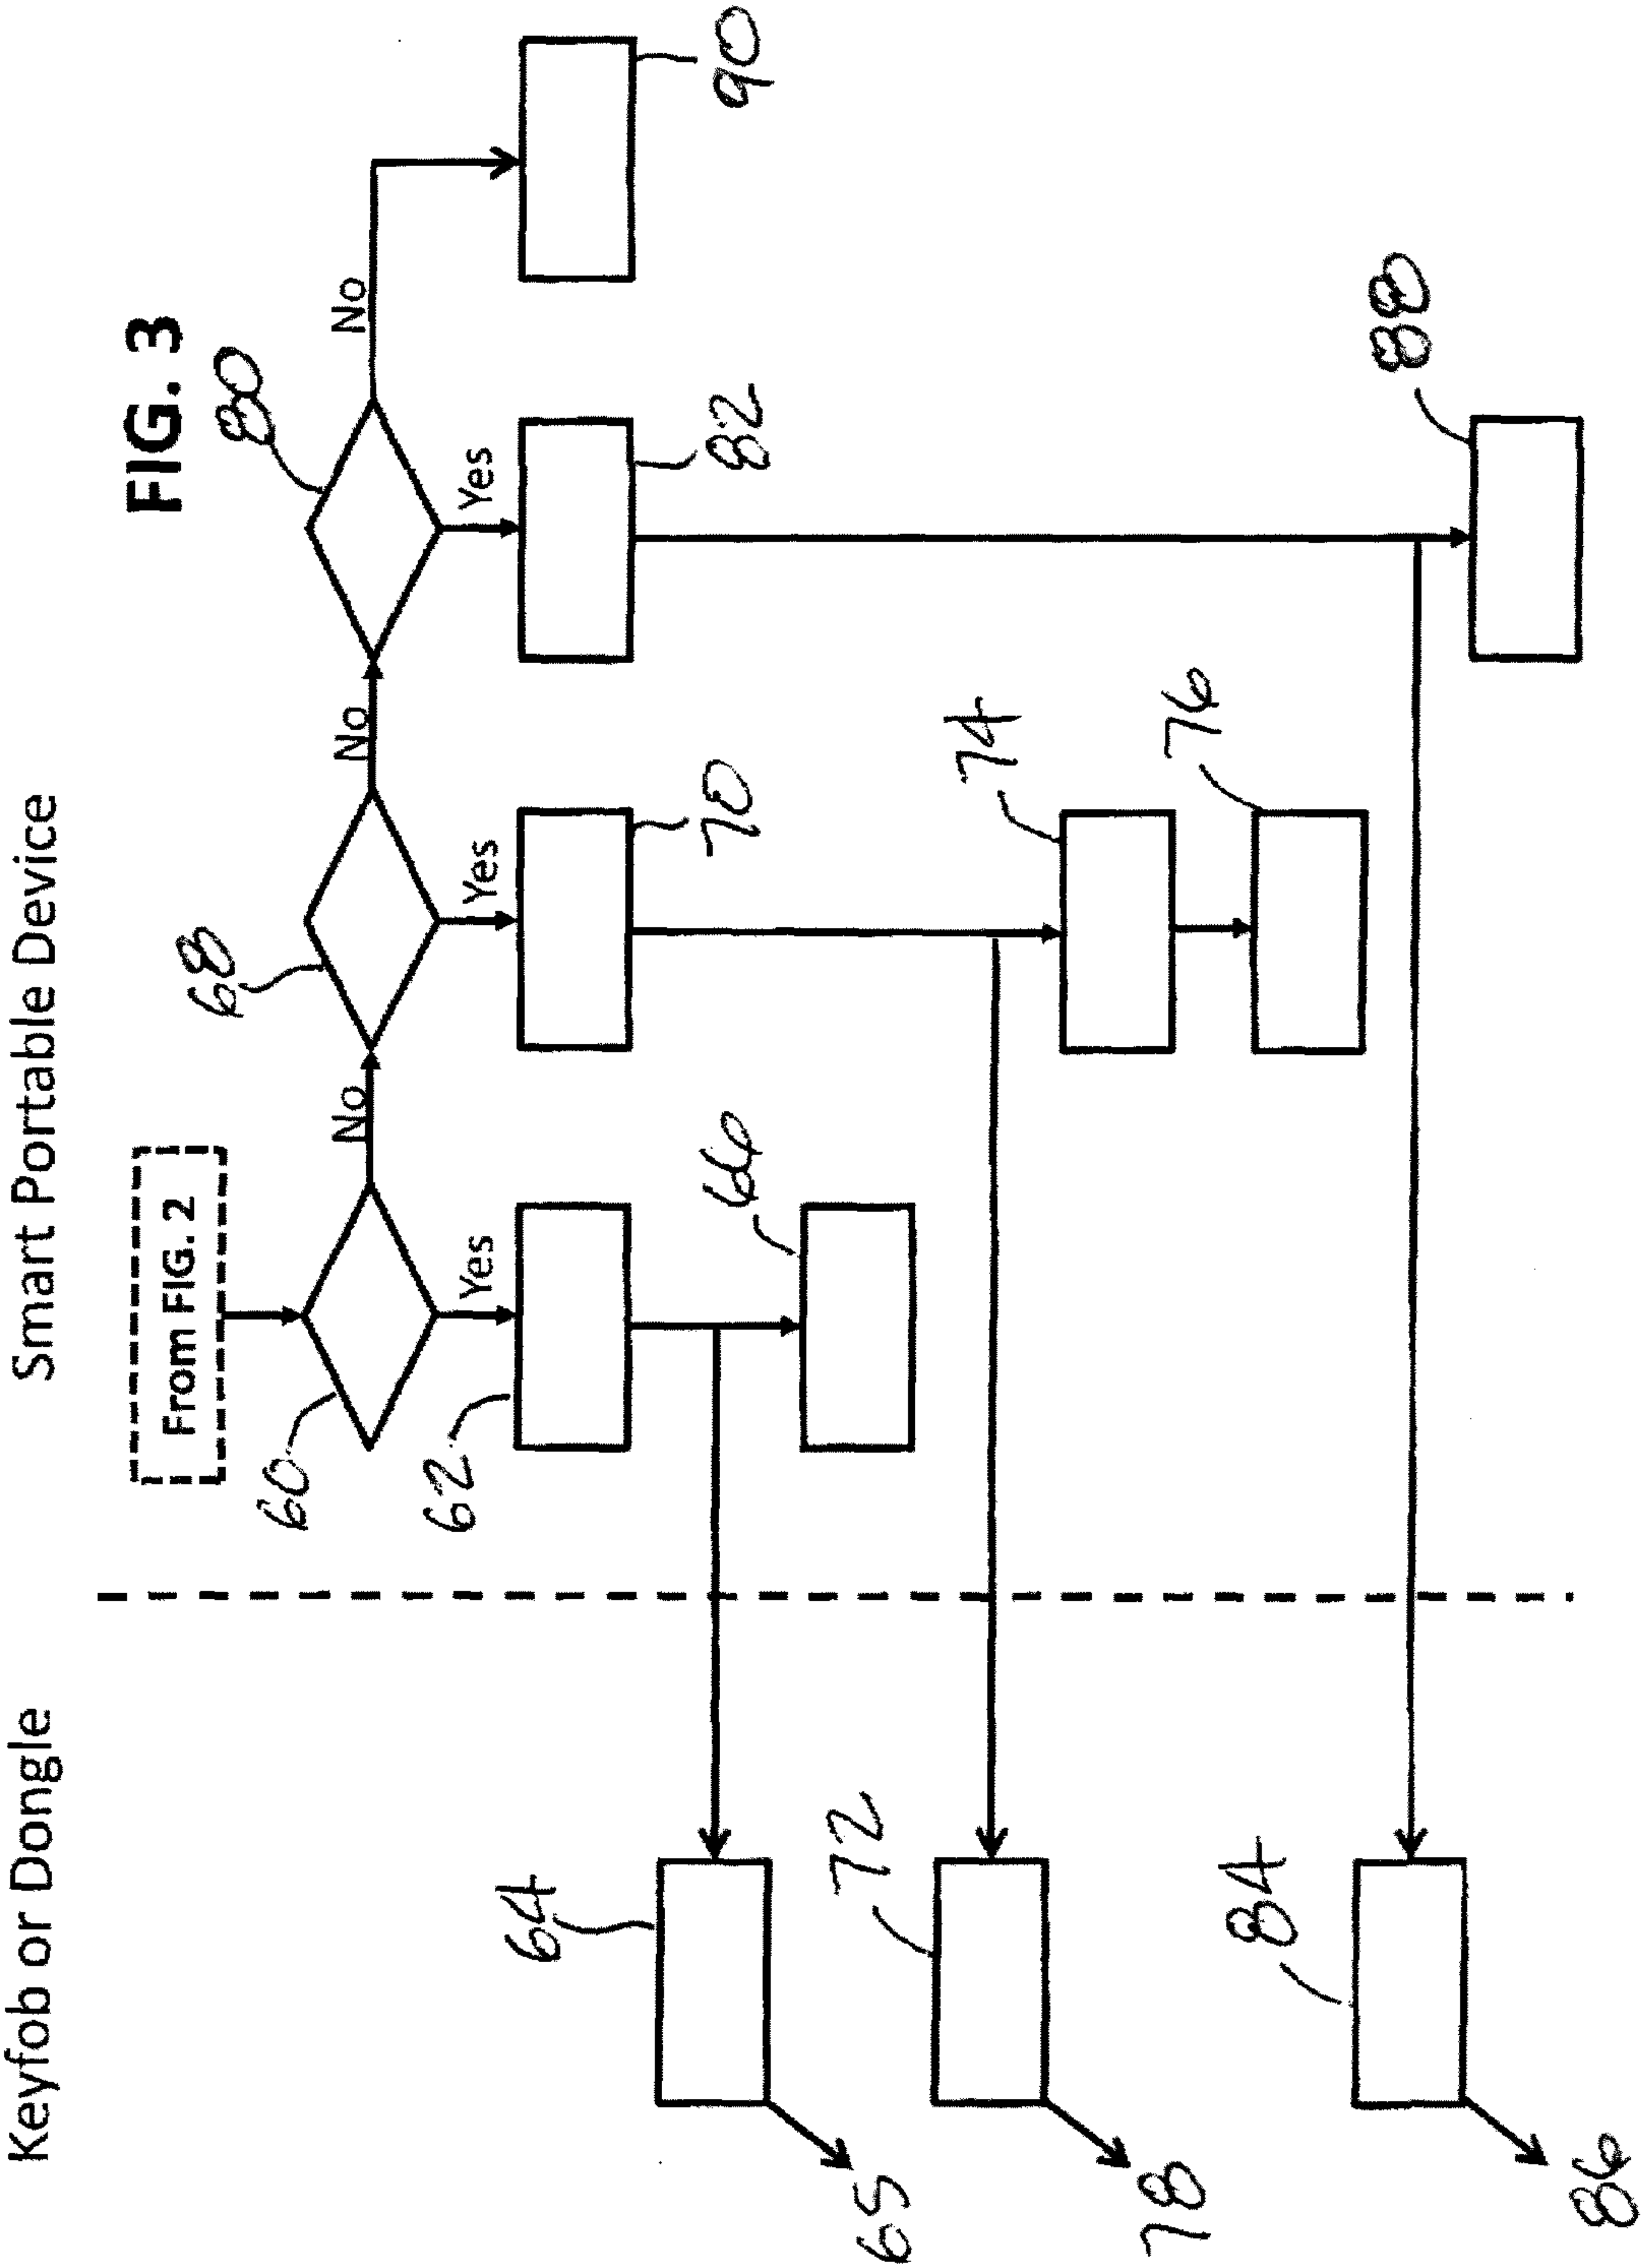 Keyfob or Dongle
Smart Portable Device
FIG. 3
From FIG. 2
60
No
68
No
80
No
Yes
Yes
Yes
62
70
82
90
64
66
65
72
74
78
76
84
88
86